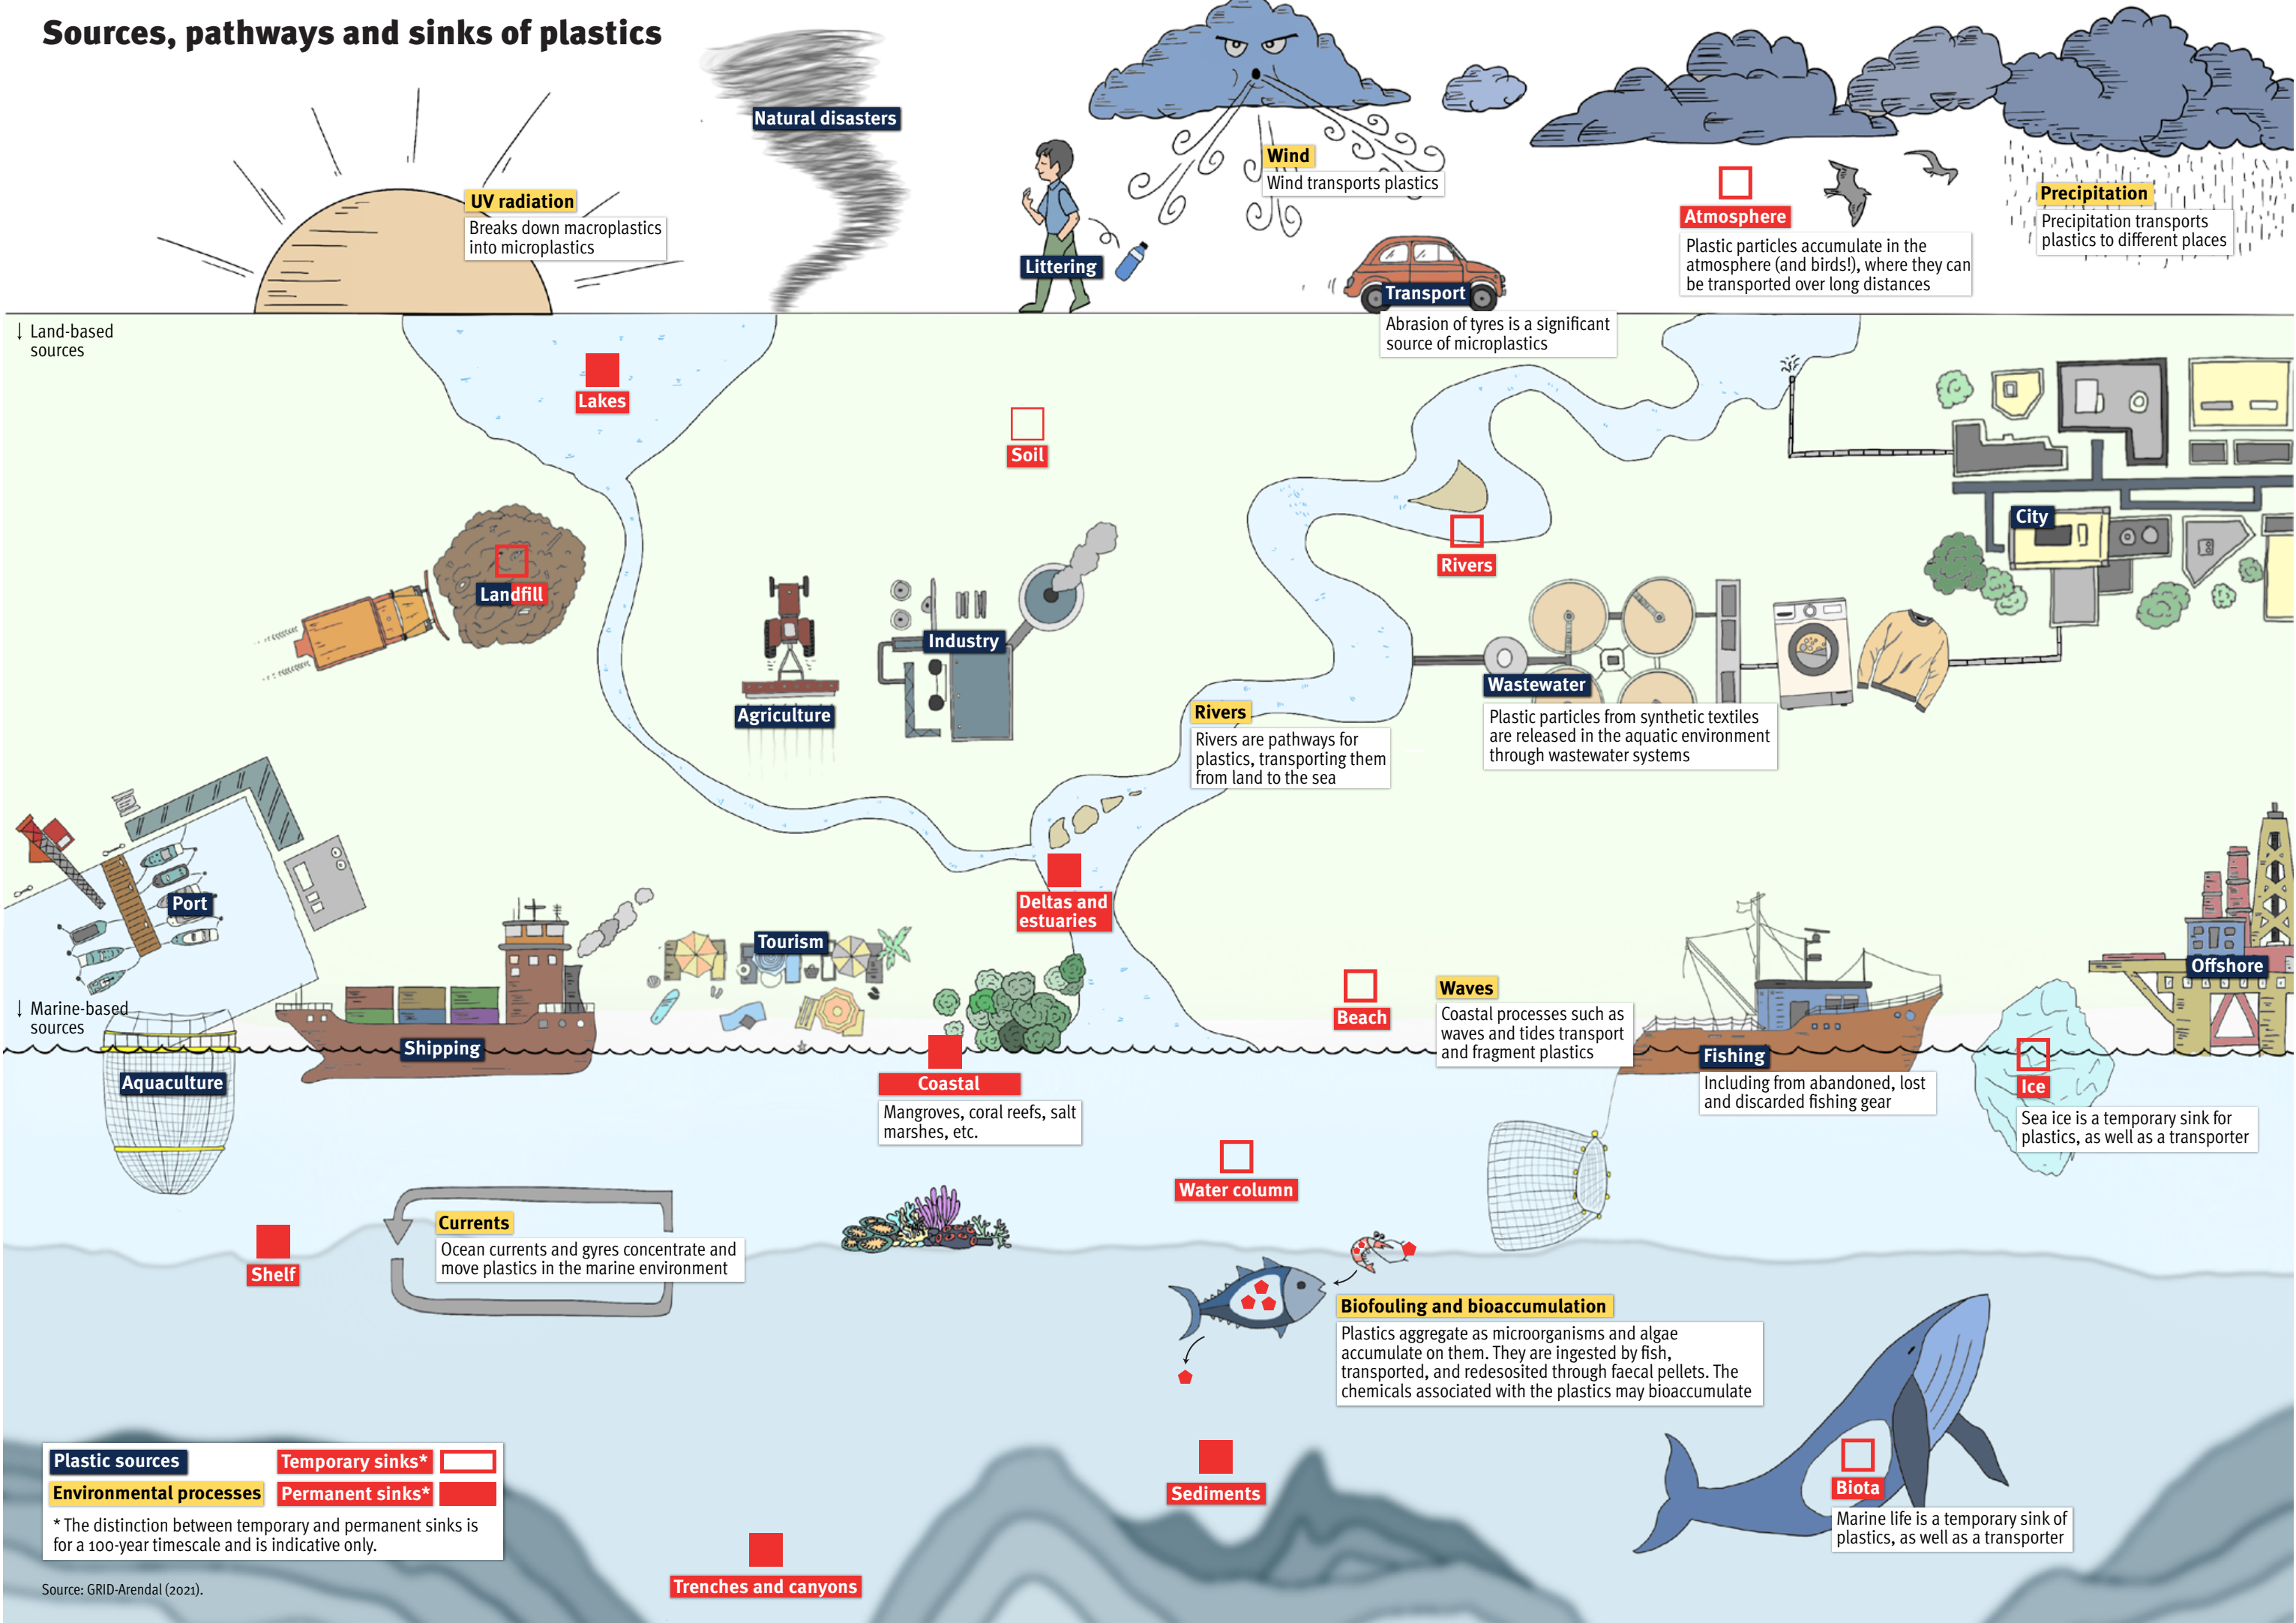 Sources, pathways and sinks of plastics
Natural disasters
UV radiation
Breaks down macroplastics
into microplastics
Littering
Wind
Wind transports plastics
Transport
Abrasion of tyres is a significant
source of microplastics
Atmosphere
Plastic particles accumulate in the
atmosphere (and birds!), where they can
be transported over long distances
Precipitation
Precipitation transports
plastics to different places
↓ Land-based
sources
Lakes
Soil
Rivers
City
Landfill
Industry
Agriculture
Wastewater
Plastic particles from synthetic textiles
are released in the aquatic environment
through wastewater systems
Rivers
Rivers are pathways for
plastics, transporting them
from land to the sea
Port
Deltas and
estuaries
Tourism
Offshore
↓ Marine-based
sources
Beach
Waves
Coastal processes such as
waves and tides transport
and fragment plastics
Shipping
Aquaculture
Coastal
Mangroves, coral reefs, salt
marshes, etc.
Fishing
Including from abandoned, lost
and discarded fishing gear
Ice
Sea ice is a temporary sink for
plastics, as well as a transporter
Water column
Shelf
Currents
Ocean currents and gyres concentrate and
move plastics in the marine environment
Biofouling and bioaccumulation
Plastics aggregate as microorganisms and algae
accumulate on them. They are ingested by fish,
transported, and redesosited through faecal pellets. The
chemicals associated with the plastics may bioaccumulate
Sediments
Biota
Marine life is a temporary sink of
plastics, as well as a transporter
Trenches and canyons
Plastic sources
Temporary sinks*
Environmental processes
Permanent sinks*
* The distinction between temporary and permanent sinks is
for a 100-year timescale and is indicative only.
Source: GRID-Arendal (2021).